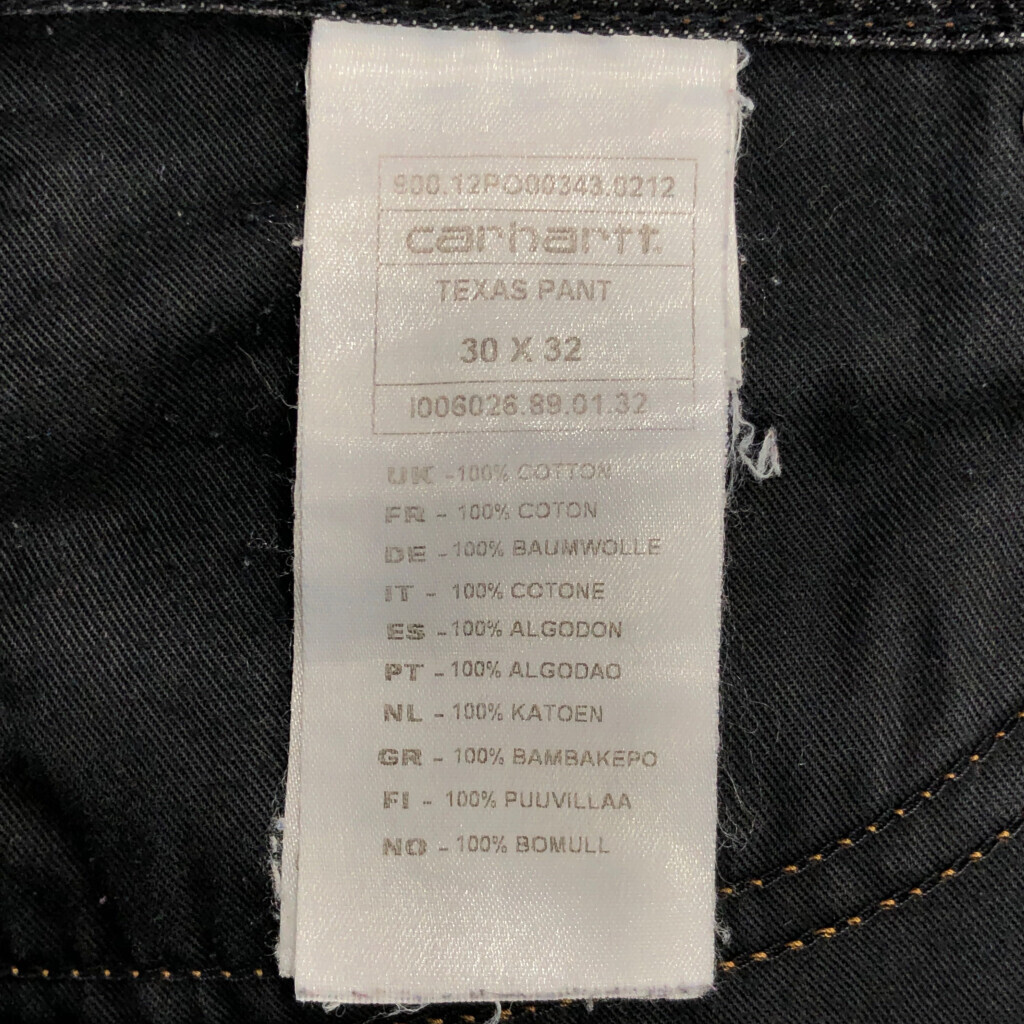 900.12PO00343.0212
carhartt.
TEXAS PANT
30 X 32
I006026.89.01.32
UK -100% COTTON
FR - 100% COTON
DE - 100% BAUMWOLLE
IT - 100% COTONE
ES -100% ALGODON
PT - 100% ALGODAO
NL - 100% KATOEN
GR - 100% BAMBAKEPO
FI - 100% PUUVILLAA
NO - 100% BOMULL